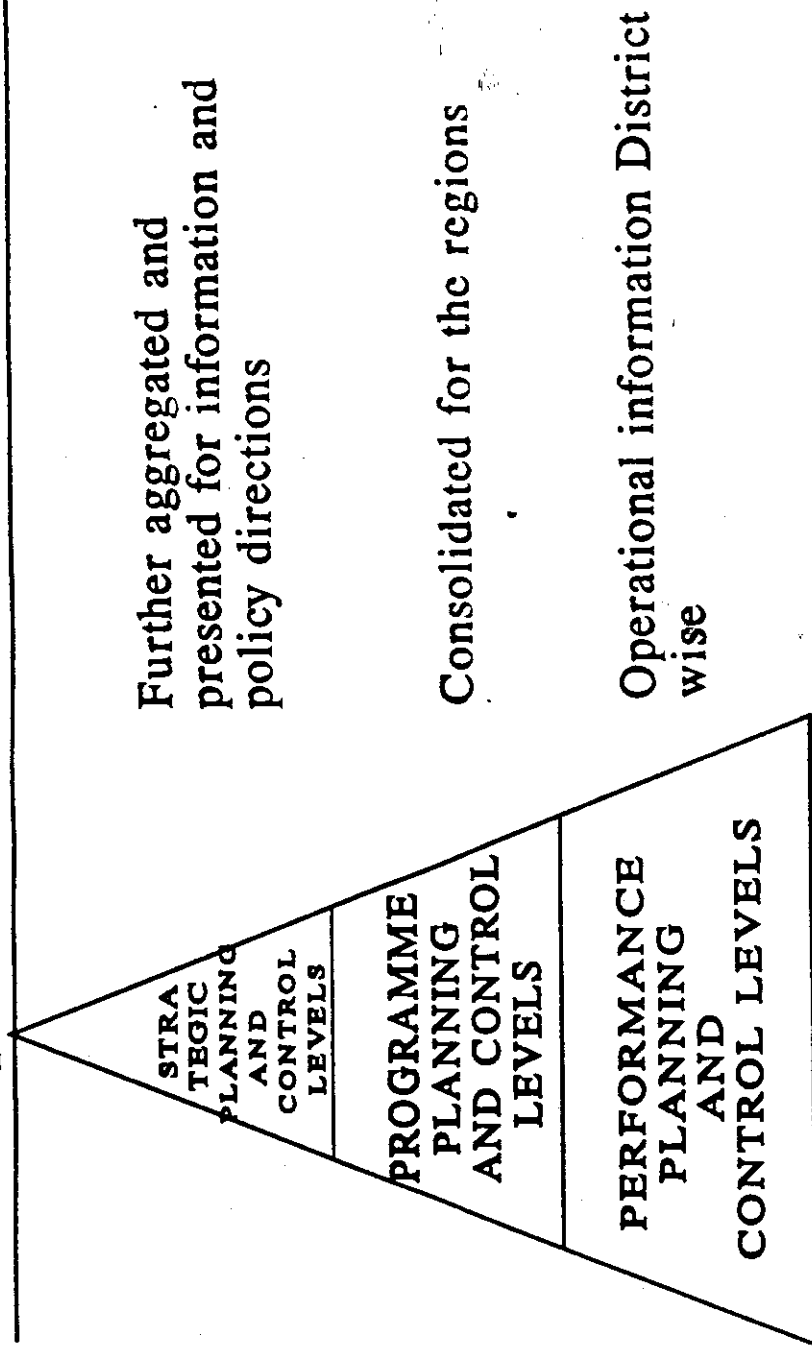 STRA
TEGIC
PLANNING
AND
CONTROL
LEVELS
Further aggregated and
presented for information and
policy directions
PROGRAMME
PLANNING
AND CONTROL
LEVELS
Consolidated for the regions
PERFORMANCE
PLANNING
AND
CONTROL LEVELS
Operational information District
wise